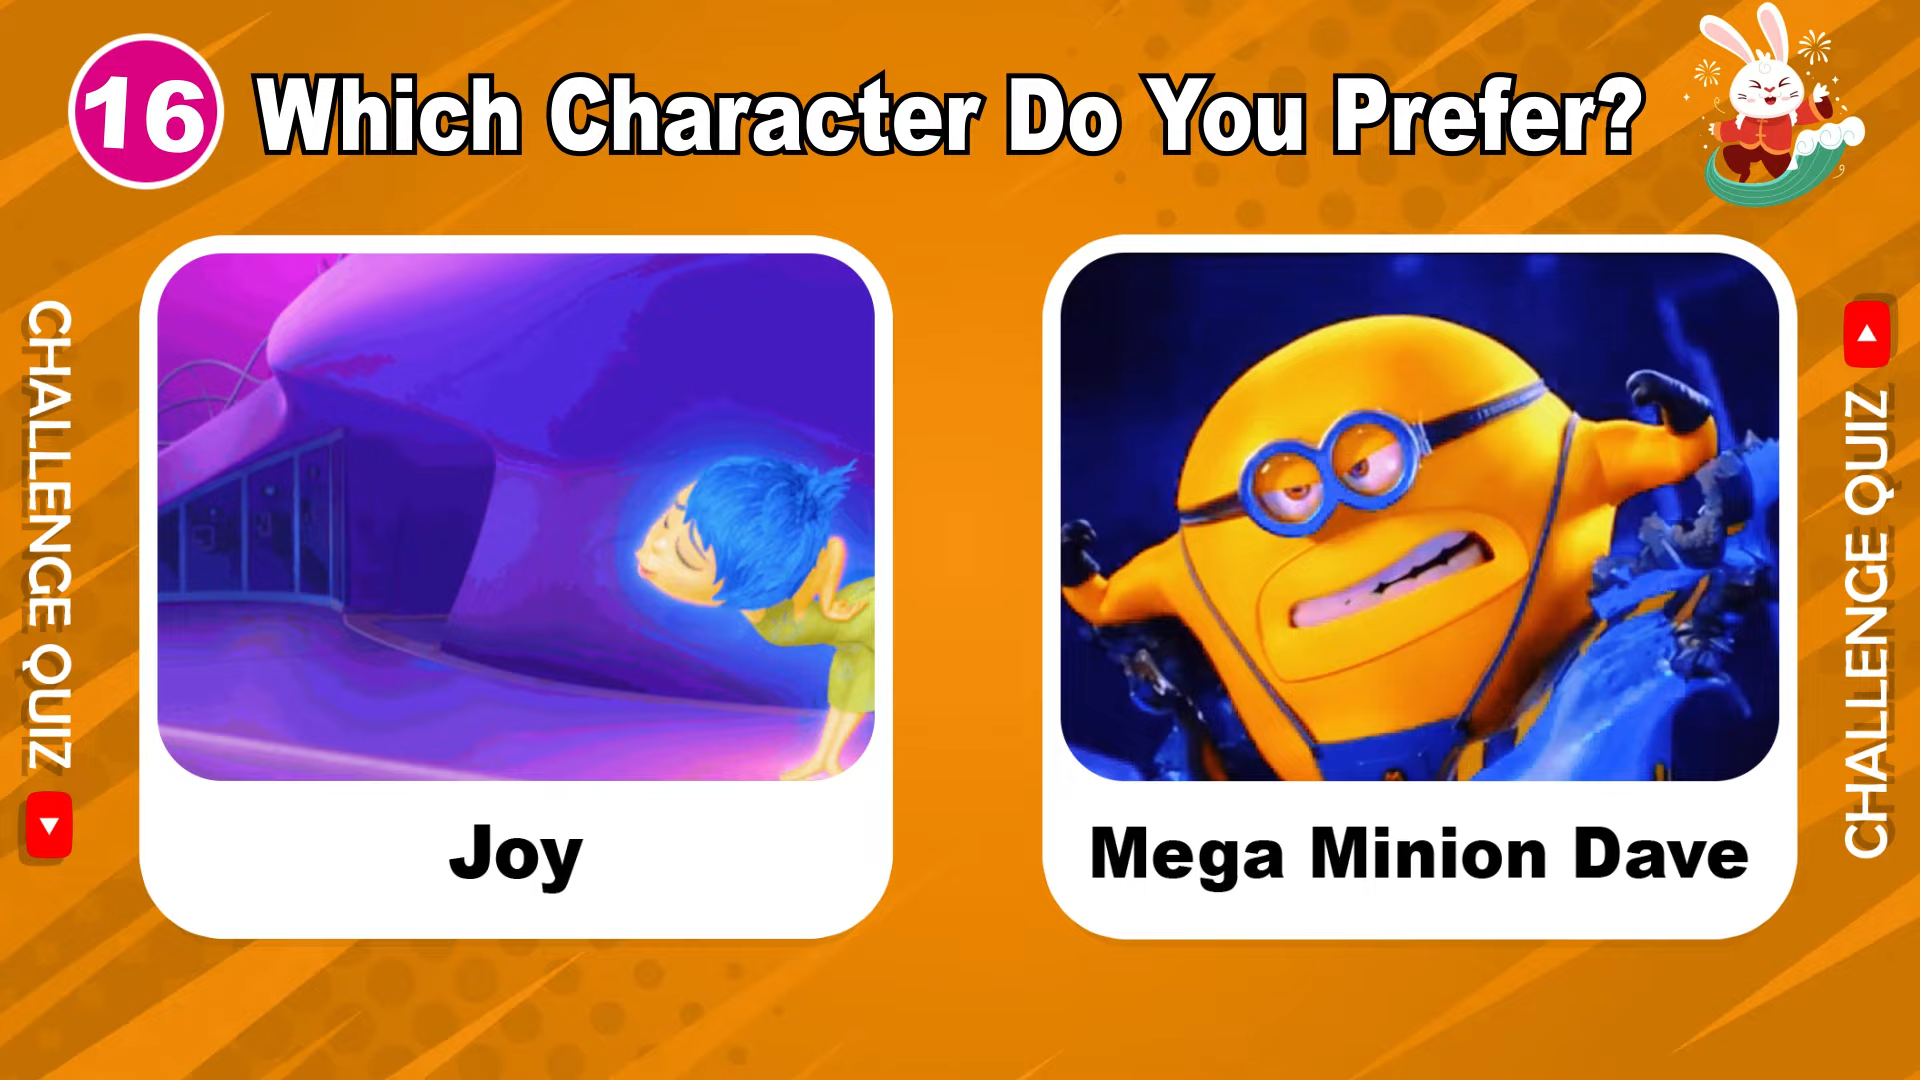 16 Which Character Do You Prefer?
CHALLENGE QUIZ
CHALLENGE QUIZ
Joy
Mega Minion Dave